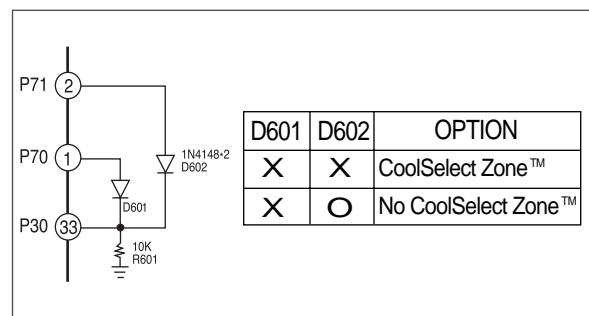 P71 2
P70 1
P30 33
1N4148*2
D602
D601
10K
R601
D601 D602 OPTION
X X CoolSelect Zone™
X O No CoolSelect Zone™